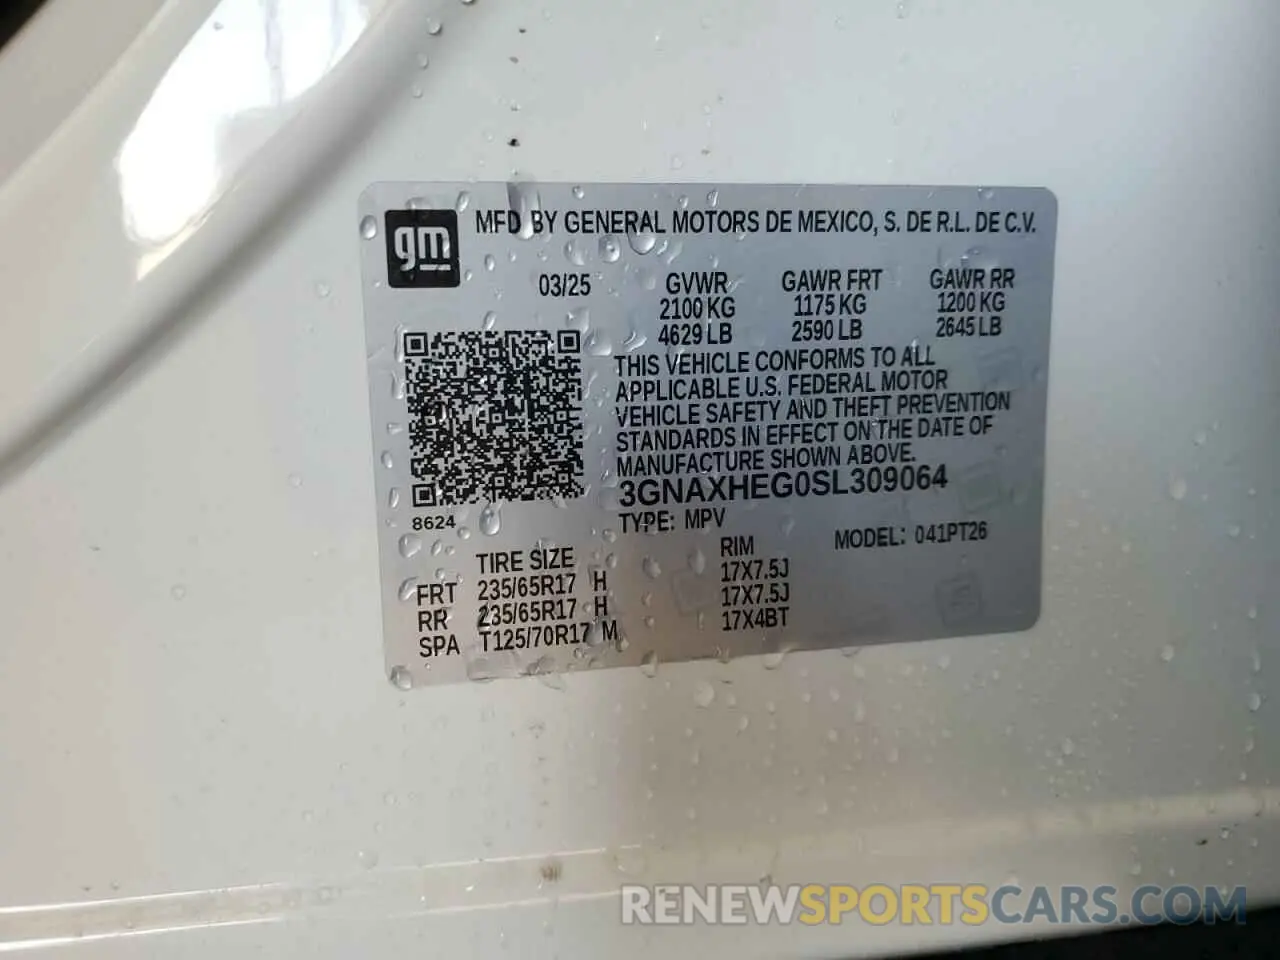 gm
MFD BY GENERAL MOTORS DE MEXICO, S. DE R.L. DE C.V.
03/25 GVWR GAWR FRT GAWR RR
2100 KG 1175 KG 1200 KG
4629 LB 2590 LB 2645 LB
THIS VEHICLE CONFORMS TO ALL
APPLICABLE U.S. FEDERAL MOTOR
VEHICLE SAFETY AND THEFT PREVENTION
STANDARDS IN EFFECT ON THE DATE OF
MANUFACTURE SHOWN ABOVE.
3GNAXHEG0SL309064
8624
TYPE: MPV MODEL: 041PT26
TIRE SIZE RIM
FRT 235/65R17 H 17X7.5J
RR 235/65R17 H 17X7.5J
SPA T125/70R17 M 17X4BT
RENEWSPORTSCARS.COM